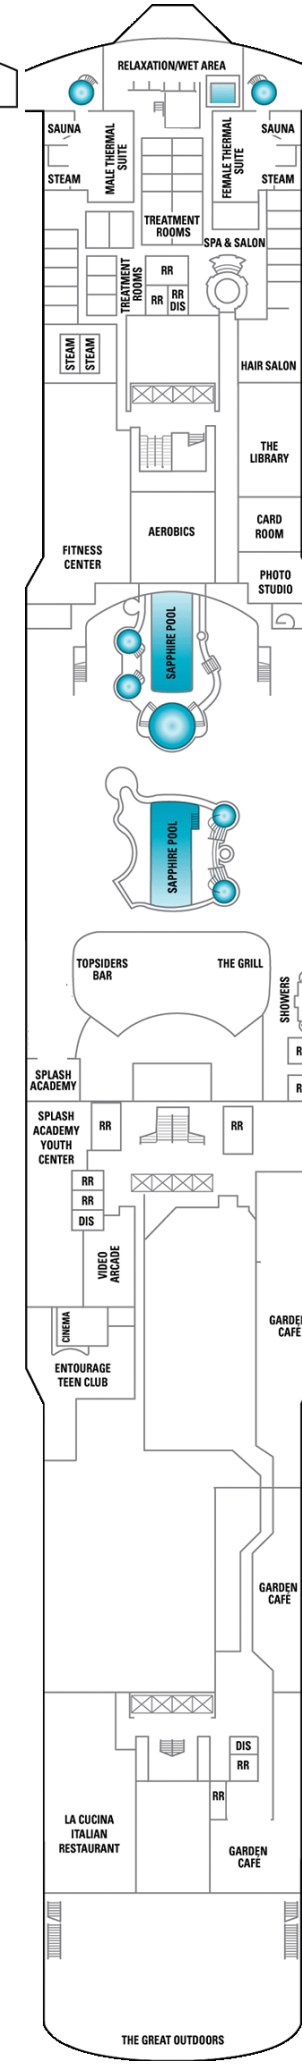 RELAXATION/WET AREA
SAUNA
STEAM
MALE THERMAL
SUITE
FEMALE THERMAL
SUITE
SAUNA
STEAM
TREATMENT
ROOMS
SPA & SALON
TREATMENT
ROOMS
RR
RR
RR
DIS
STEAM
STEAM
HAIR SALON
THE
LIBRARY
AEROBICS
CARD
ROOM
FITNESS
CENTER
PHOTO
STUDIO
SAPPHIRE POOL
SAPPHIRE POOL
TOPSIDERS
BAR
THE GRILL
SHOWERS
R
R
SPLASH
ACADEMY
SPLASH
ACADEMY
YOUTH
CENTER
RR
RR
RR
RR
DIS
VIDEO
ARCADE
CINEMA
GARDEN
CAFÉ
ENTOURAGE
TEEN CLUB
GARDEN
CAFÉ
DIS
RR
RR
LA CUCINA
ITALIAN
RESTAURANT
GARDEN
CAFÉ
THE GREAT OUTDOORS